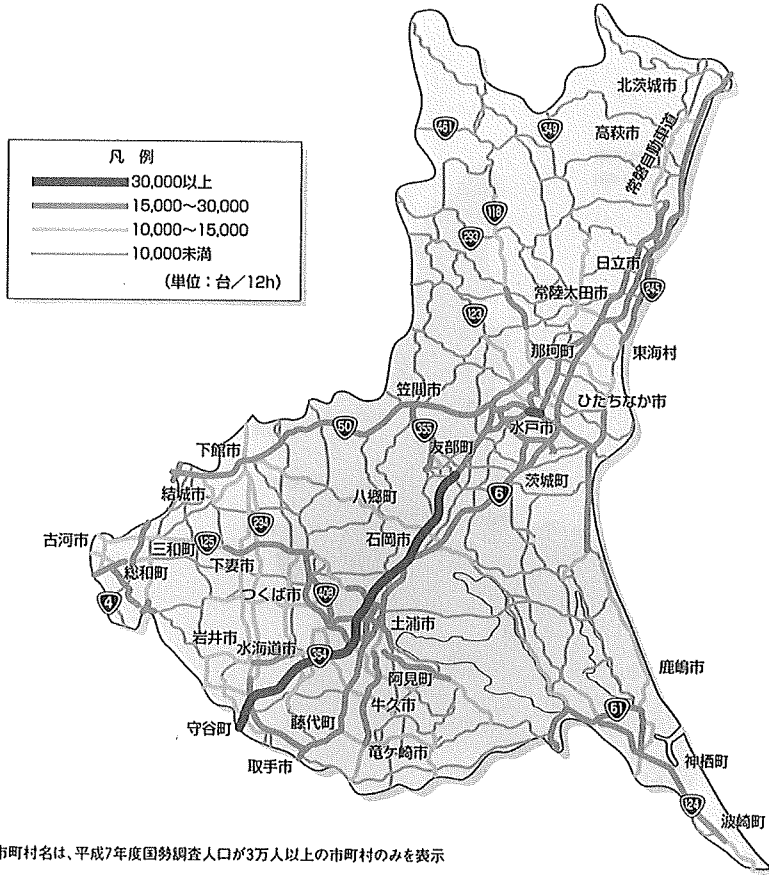 北茨城市
461
349
高萩市
常磐自動車道
凡 例
30,000以上
15,000～30,000
10,000～15,000
10,000未満
(単位：台／12h)
118
293
日立市
245
常陸太田市
123
那珂町
東海村
笠間市
ひたちなか市
50
355
水戸市
友部町
下館市
茨城町
6
結城市
八郷町
294
古河市
三和町
125
石岡市
下妻市
総和町
つくば市
408
4
土浦市
岩井市
水海道市
354
阿見町
鹿嶋市
牛久市
守谷町
藤代町
61
竜ケ崎市
取手市
神栖町
124
波崎町
市町村名は、平成7年度国勢調査人口が3万人以上の市町村のみを表示